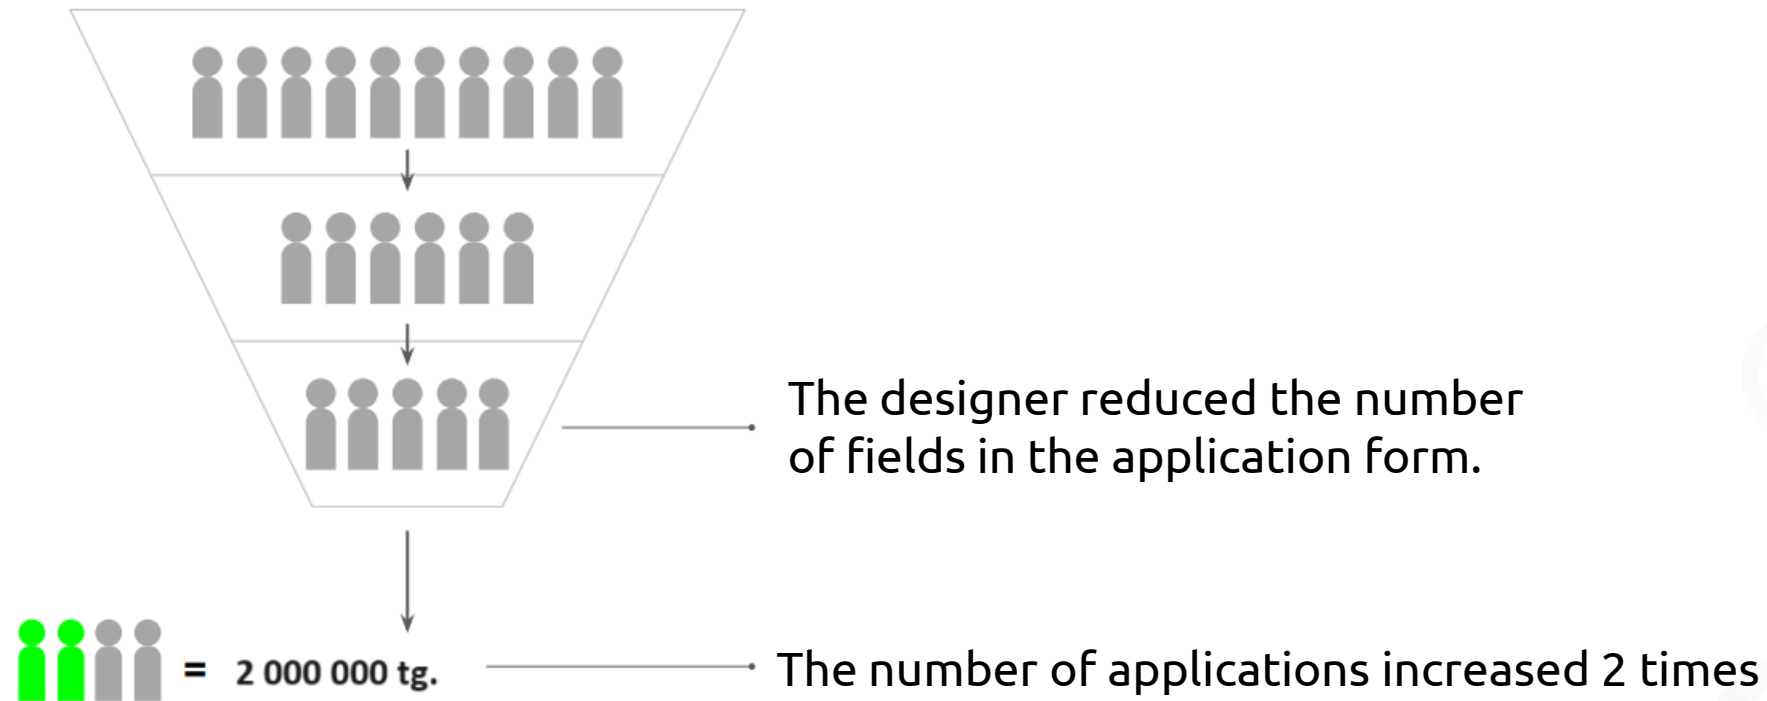 The designer reduced the number
of fields in the application form.
= 2 000 000 tg.
The number of applications increased 2 times